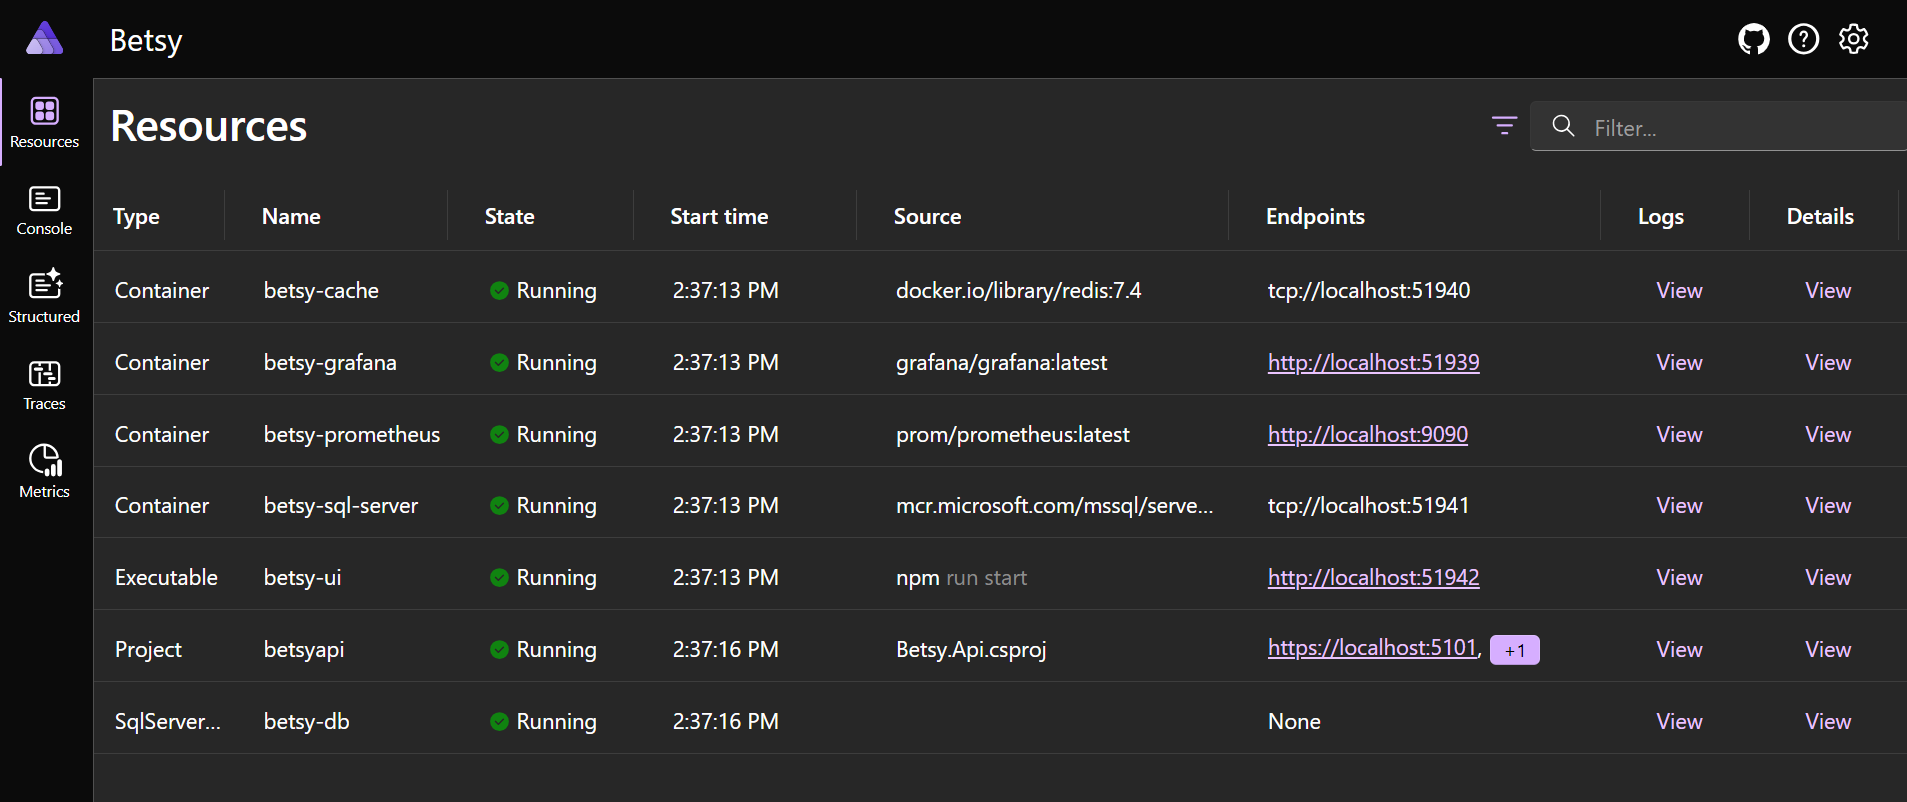 Betsy
Resources
Console
Structured
Traces
Metrics
Resources
Filter...
Type Name State Start time Source Endpoints Logs Details
Container betsy-cache Running 2:37:13 PM docker.io/library/redis:7.4 tcp://localhost:51940 View View
Container betsy-grafana Running 2:37:13 PM grafana/grafana:latest http://localhost:51939 View View
Container betsy-prometheus Running 2:37:13 PM prom/prometheus:latest http://localhost:9090 View View
Container betsy-sql-server Running 2:37:13 PM mcr.microsoft.com/mssql/serve... tcp://localhost:51941 View View
Executable betsy-ui Running 2:37:13 PM npm run start http://localhost:51942 View View
Project betsyapi Running 2:37:16 PM Betsy.Api.csproj https://localhost:5101, +1 View View
SqlServer... betsy-db Running 2:37:16 PM None View View